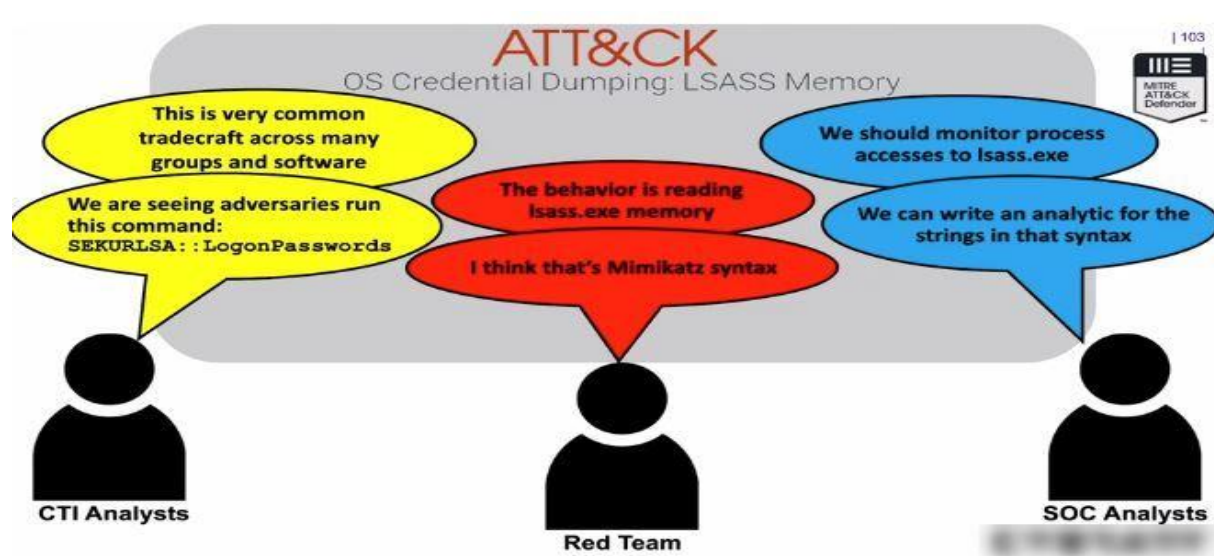 ATT&CK
OS Credential Dumping: LSASS Memory
| 103
MITRE
ATT&CK
Defender
This is very common
tradecraft across many
groups and software
We are seeing adversaries run
this command:
SEKURLSA::LogonPasswords
The behavior is reading
lsass.exe memory
I think that's Mimikatz syntax
We should monitor process
accesses to lsass.exe
We can write an analytic for the
strings in that syntax
CTI Analysts
Red Team
SOC Analysts